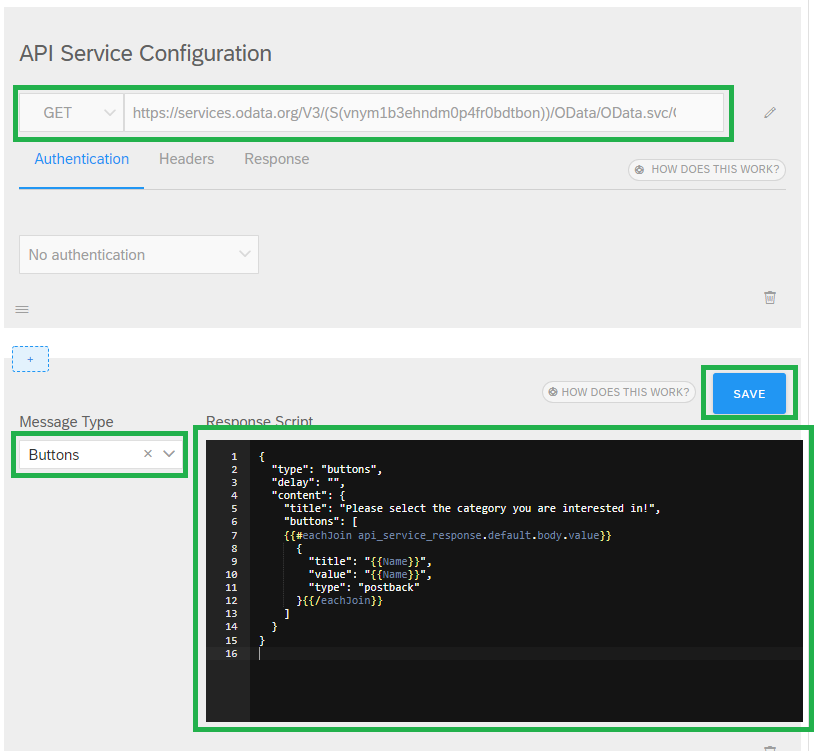 API Service Configuration
GET https://services.odata.org/V3/(S(vnym1b3ehndm0p4fr0bdtbon))/OData/OData.svc/
Authentication Headers Response
HOW DOES THIS WORK?
No authentication
+
HOW DOES THIS WORK?
SAVE
Message Type Response Script
Buttons
1 {
2 "type": "buttons",
3 "delay": "",
4 "content": {
5 "title": "Please select the category you are interested in!",
6 "buttons": [
7 {{#eachJoin api_service_response.default.body.value}}
8 {
9 "title": "{{Name}}",
10 "value": "{{Name}}",
11 "type": "postback"
12 }{{/eachJoin}}
13 ]
14 }
15 }
16